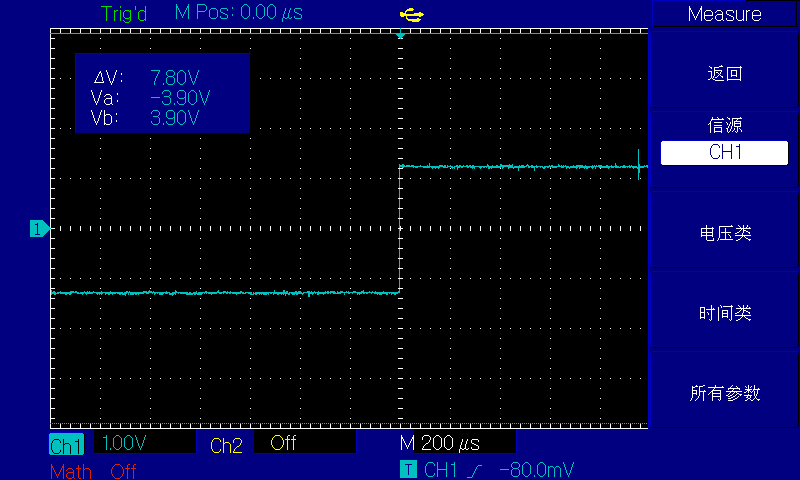 Trig'd M Pos: 0.00 μs Measure
ΔV: 7.80V
Va: -3.90V
Vb: 3.90V
返回
信源
CH1
1
电压类
时间类
所有参数
Ch1 1.00V Ch2 Off M 200 μs
Math Off T CH1 -80.0mV